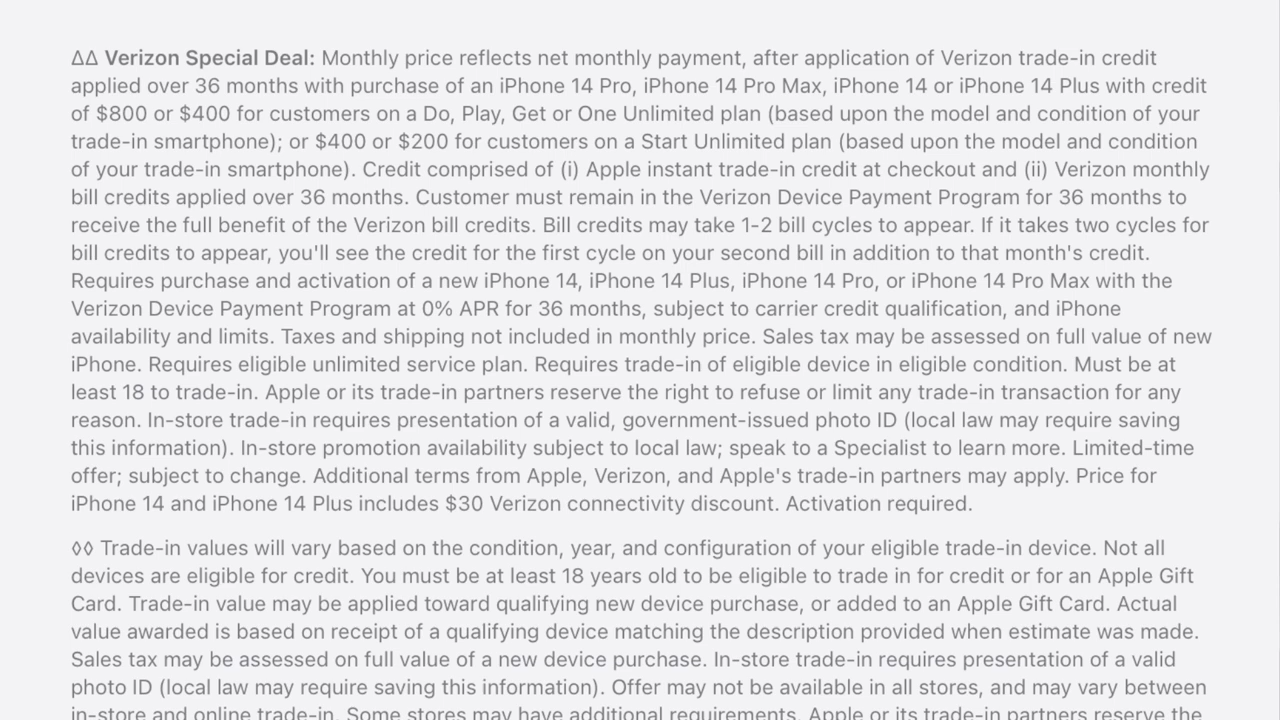 ΔΔ Verizon Special Deal: Monthly price reflects net monthly payment, after application of Verizon trade-in credit
applied over 36 months with purchase of an iPhone 14 Pro, iPhone 14 Pro Max, iPhone 14 or iPhone 14 Plus with credit
of $800 or $400 for customers on a Do, Play, Get or One Unlimited plan (based upon the model and condition of your
trade-in smartphone); or $400 or $200 for customers on a Start Unlimited plan (based upon the model and condition
of your trade-in smartphone). Credit comprised of (i) Apple instant trade-in credit at checkout and (ii) Verizon monthly
bill credits applied over 36 months. Customer must remain in the Verizon Device Payment Program for 36 months to
receive the full benefit of the Verizon bill credits. Bill credits may take 1-2 bill cycles to appear. If it takes two cycles for
bill credits to appear, you'll see the credit for the first cycle on your second bill in addition to that month's credit.
Requires purchase and activation of a new iPhone 14, iPhone 14 Plus, iPhone 14 Pro, or iPhone 14 Pro Max with the
Verizon Device Payment Program at 0% APR for 36 months, subject to carrier credit qualification, and iPhone
availability and limits. Taxes and shipping not included in monthly price. Sales tax may be assessed on full value of new
iPhone. Requires eligible unlimited service plan. Requires trade-in of eligible device in eligible condition. Must be at
least 18 to trade-in. Apple or its trade-in partners reserve the right to refuse or limit any trade-in transaction for any
reason. In-store trade-in requires presentation of a valid, government-issued photo ID (local law may require saving
this information). In-store promotion availability subject to local law; speak to a Specialist to learn more. Limited-time
offer; subject to change. Additional terms from Apple, Verizon, and Apple's trade-in partners may apply. Price for
iPhone 14 and iPhone 14 Plus includes $30 Verizon connectivity discount. Activation required.
◊◊ Trade-in values will vary based on the condition, year, and configuration of your eligible trade-in device. Not all
devices are eligible for credit. You must be at least 18 years old to be eligible to trade in for credit or for an Apple Gift
Card. Trade-in value may be applied toward qualifying new device purchase, or added to an Apple Gift Card. Actual
value awarded is based on receipt of a qualifying device matching the description provided when estimate was made.
Sales tax may be assessed on full value of a new device purchase. In-store trade-in requires presentation of a valid
photo ID (local law may require saving this information). Offer may not be available in all stores, and may vary between
in-store and online trade-in. Some stores may have additional requirements. Apple or its trade-in partners reserve the